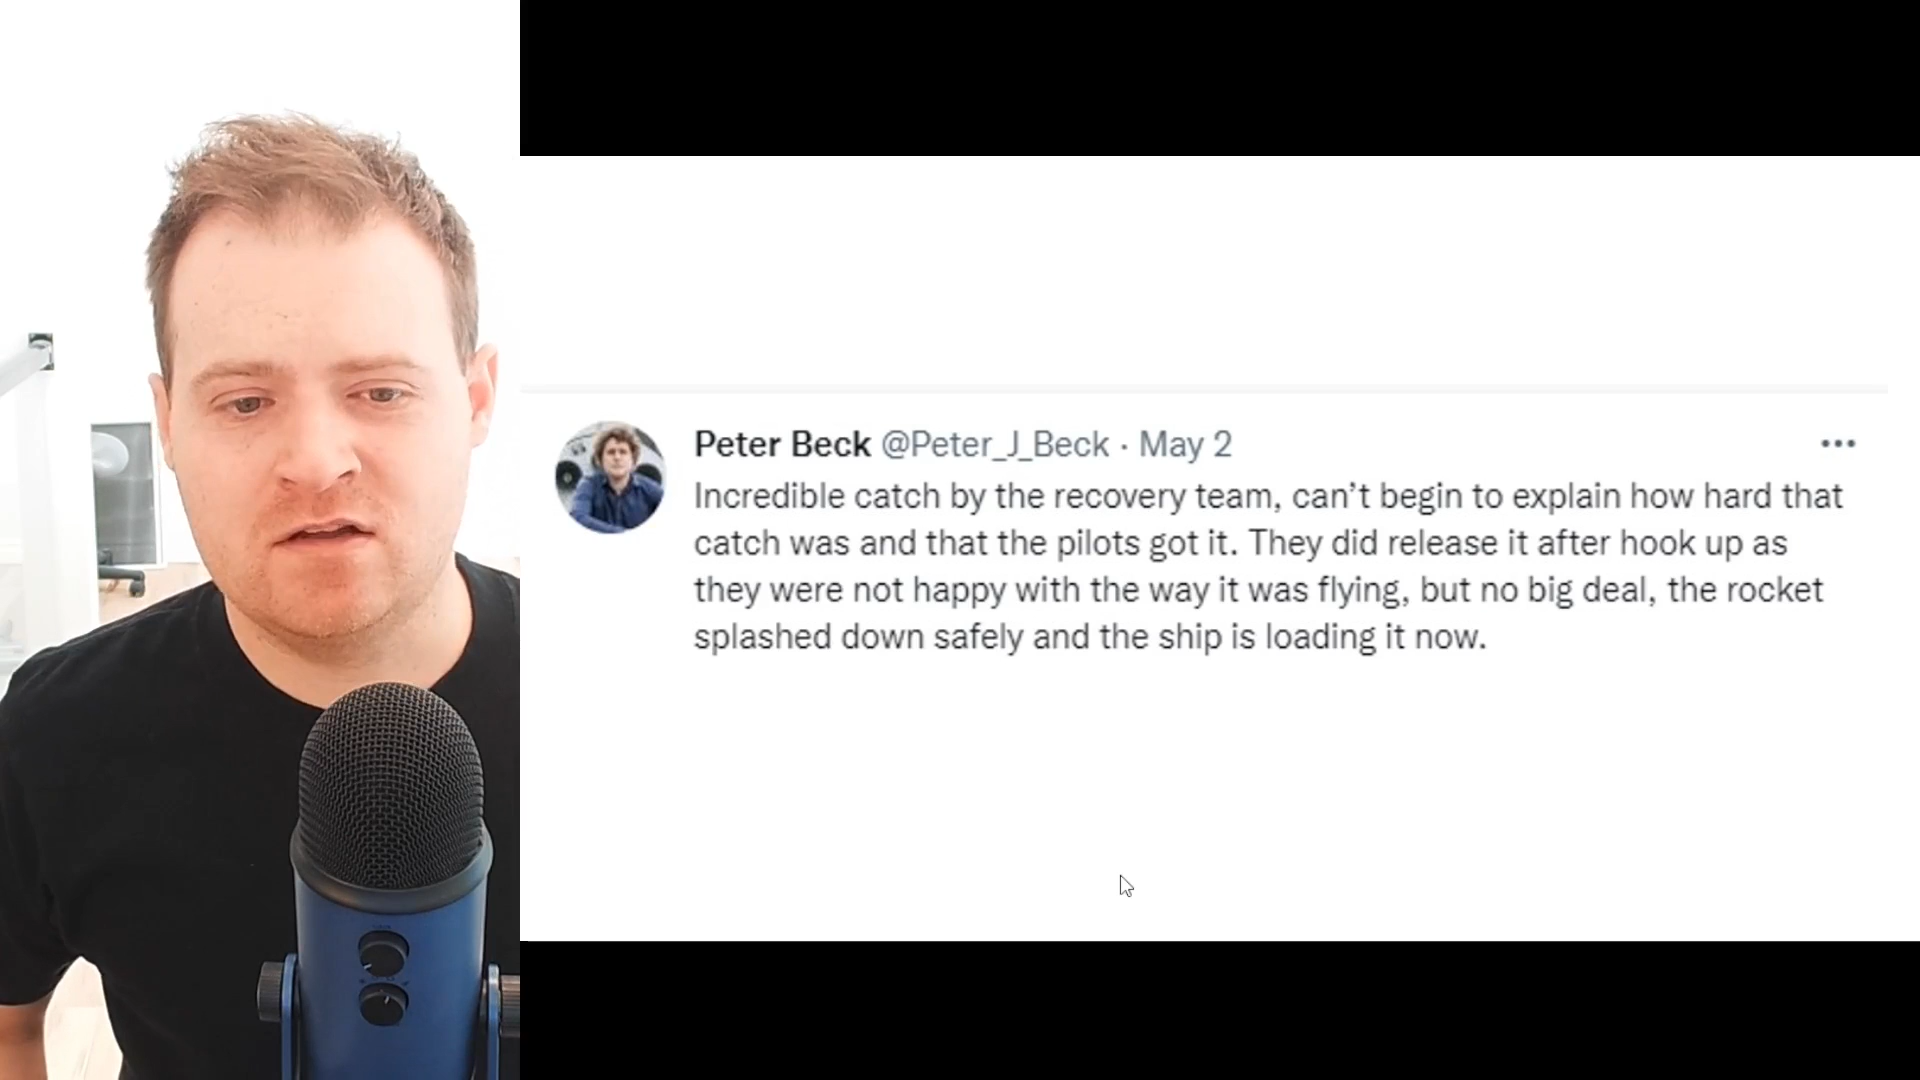 Peter Beck @Peter_J_Beck · May 2
Incredible catch by the recovery team, can’t begin to explain how hard that
catch was and that the pilots got it. They did release it after hook up as
they were not happy with the way it was flying, but no big deal, the rocket
splashed down safely and the ship is loading it now.